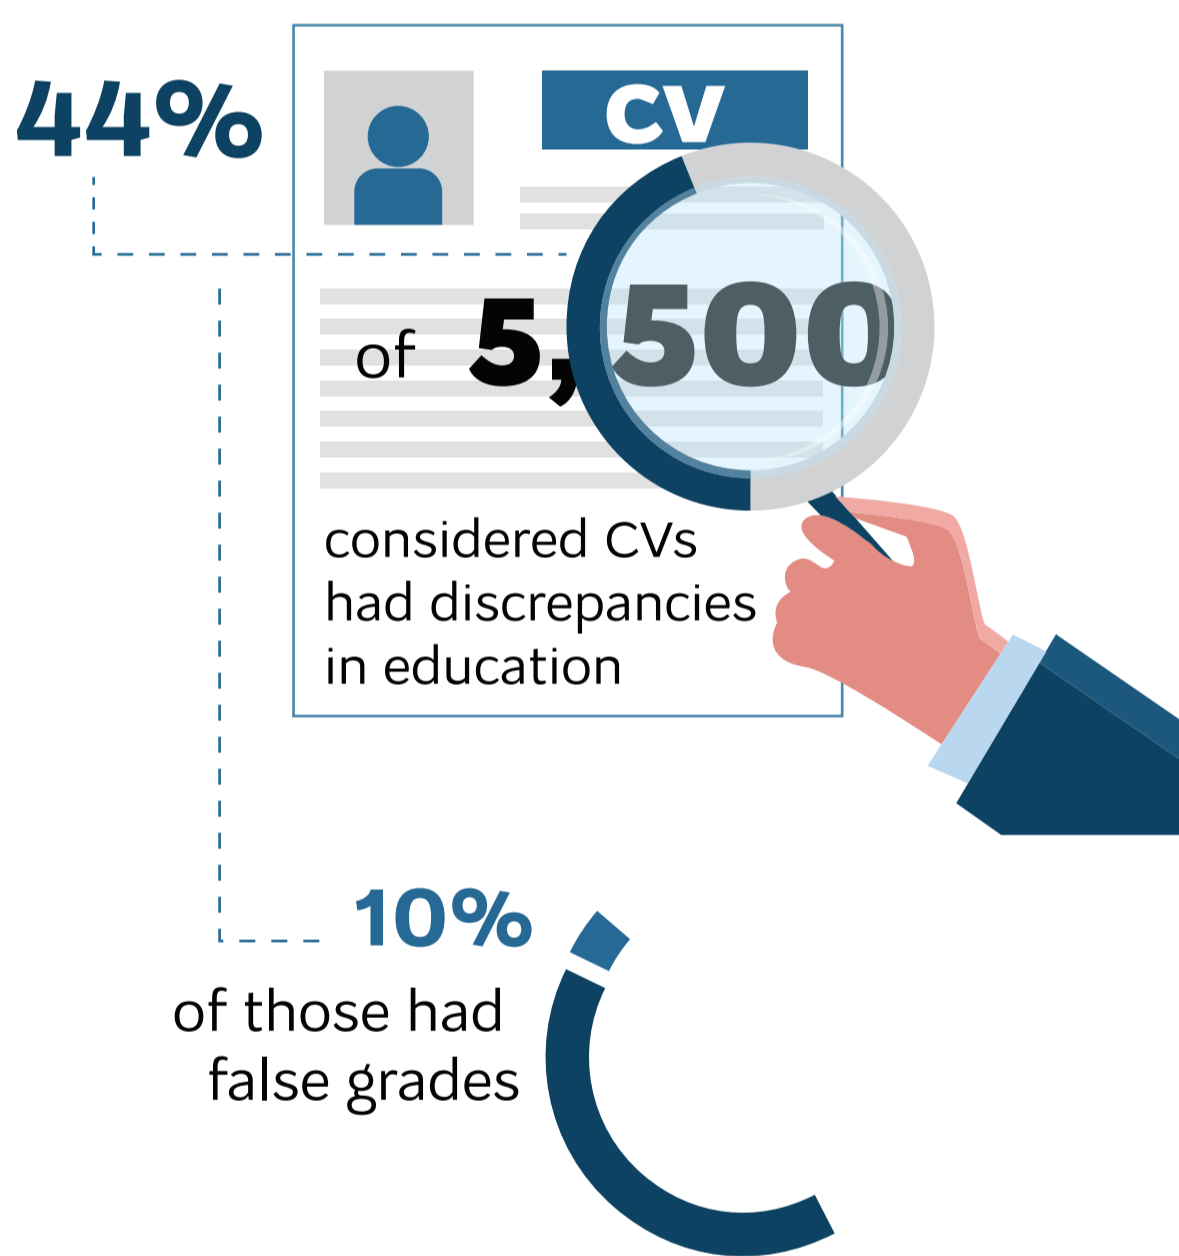 44%
CV
of 5,500
considered CVs
had discrepancies
in education
10%
of those had
false grades